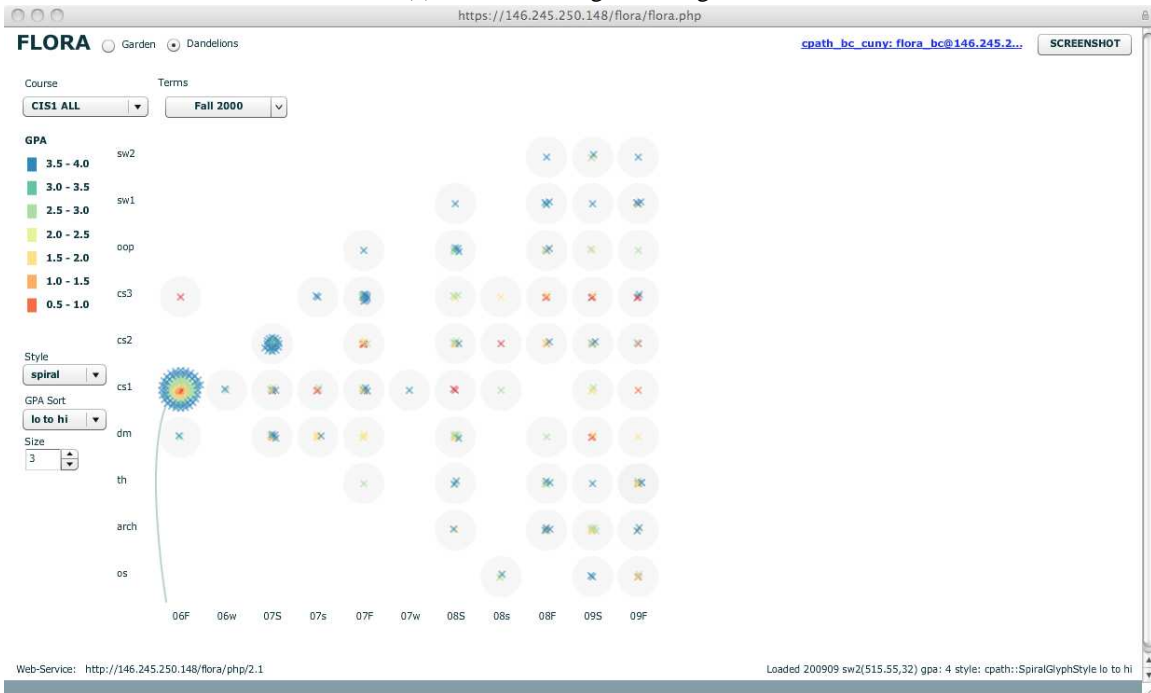 https://146.245.250.148/flora/flora.php
FLORA Garden Dandelions cpath_bc_cuny: flora_bc@146.245.2... SCREENSHOT
Course Terms
CIS1 ALL Fall 2000
GPA
3.5 - 4.0
3.0 - 3.5
2.5 - 3.0
2.0 - 2.5
1.5 - 2.0
1.0 - 1.5
0.5 - 1.0
Style
spiral
GPA Sort
lo to hi
Size
3
sw2
sw1
oop
cs3
cs2
cs1
dm
th
arch
os
06F 06w 07S 07s 07F 07w 08S 08s 08F 09S 09F
Web-Service: http://146.245.250.148/flora/php/2.1 Loaded 200909 sw2(515.55,32) gpa: 4 style: cpath::SpiralGlyphStyle lo to hi